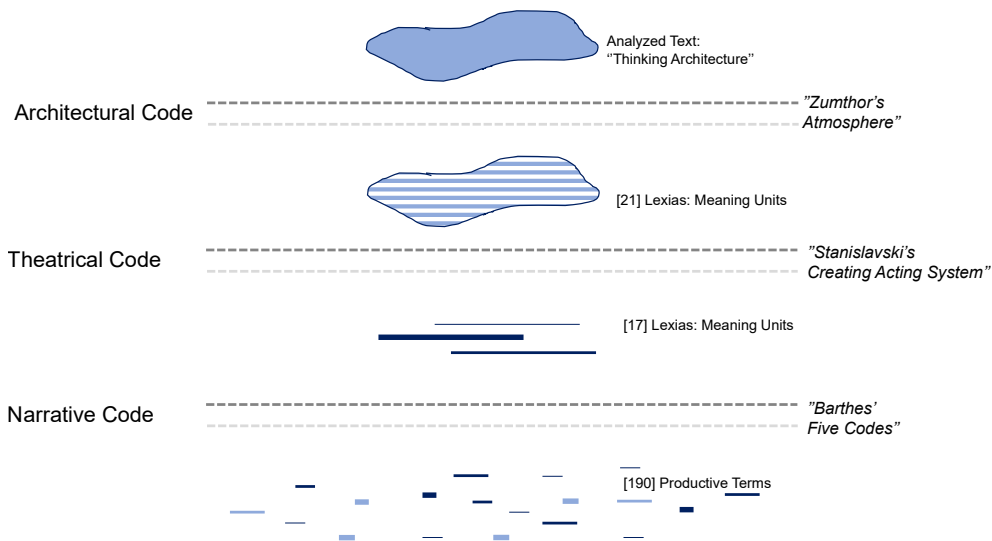 Analyzed Text:
‘’Thinking Architecture’’
Architectural Code
”Zumthor’s
Atmosphere”
[21] Lexias: Meaning Units
Theatrical Code
”Stanislavski’s
Creating Acting System”
[17] Lexias: Meaning Units
Narrative Code
”Barthes’
Five Codes”
[190] Productive Terms